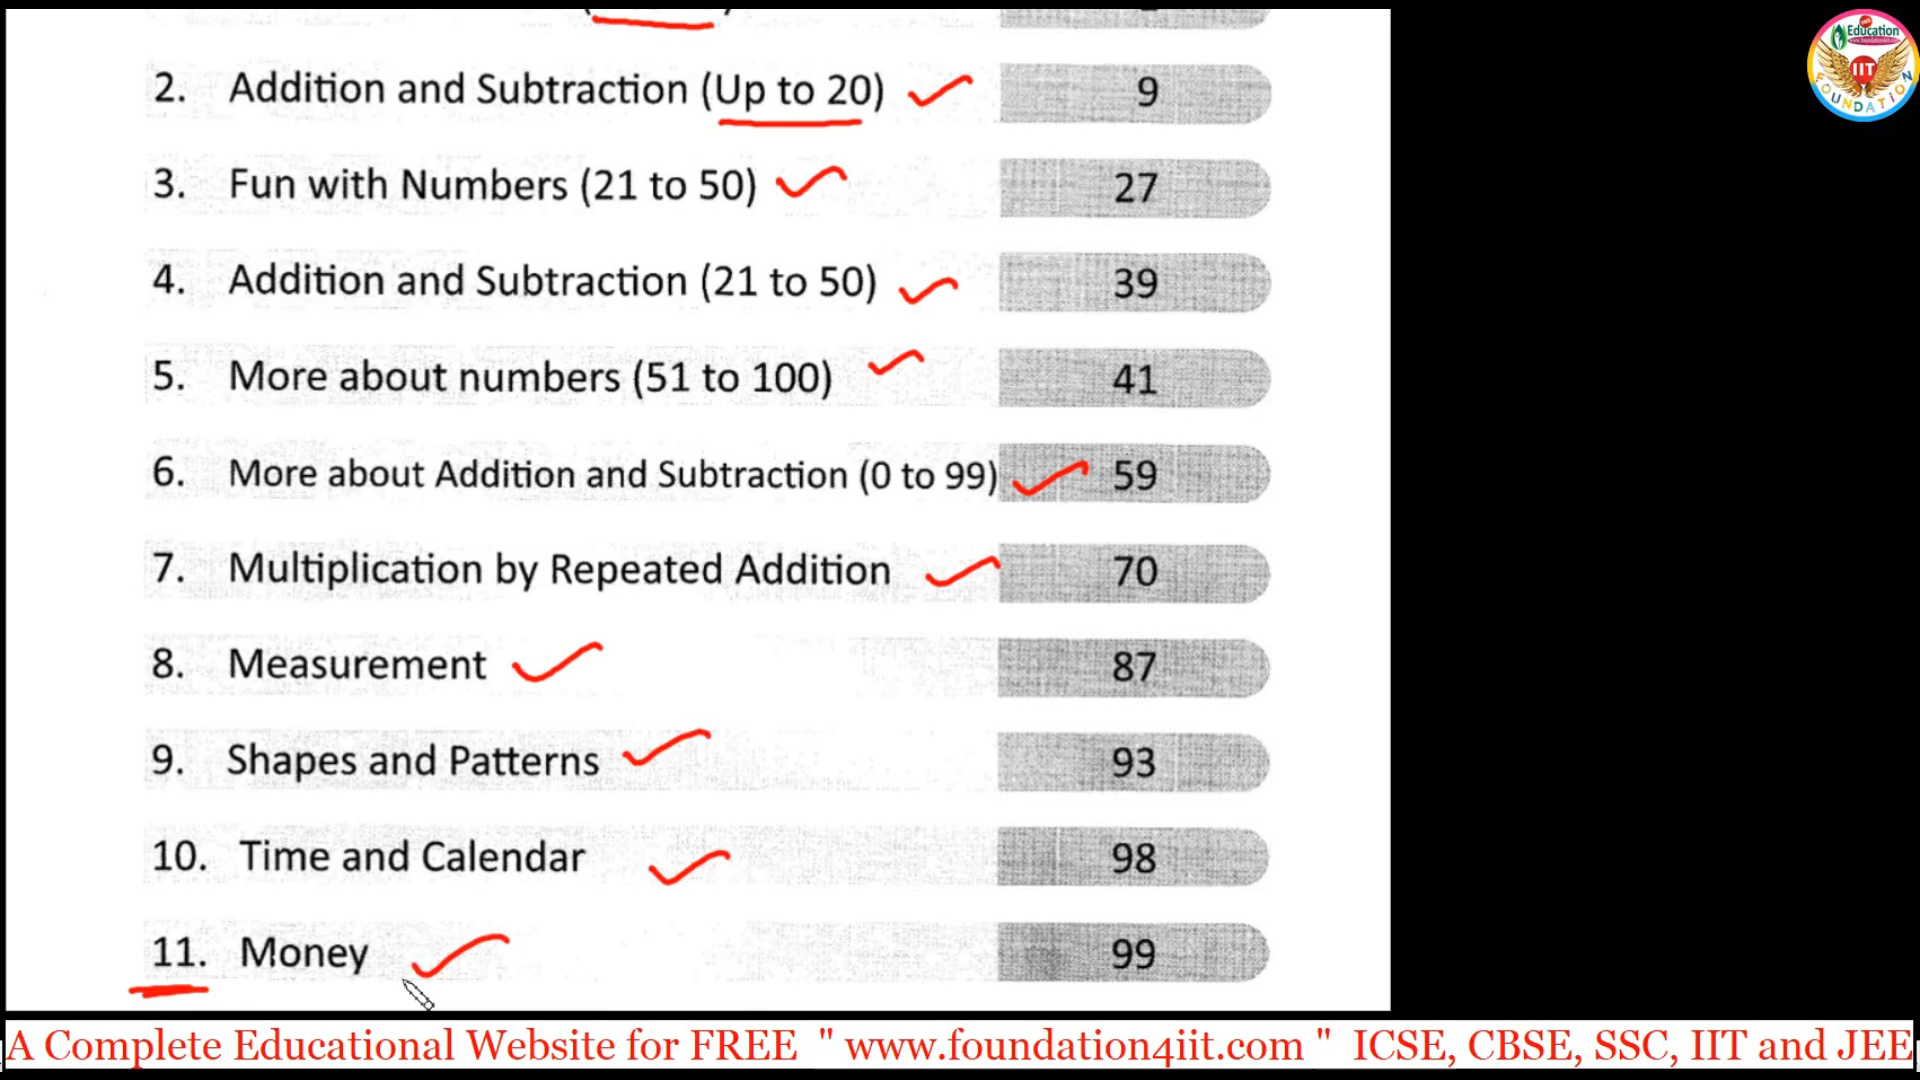 2. Addition and Subtraction (Up to 20) 9
3. Fun with Numbers (21 to 50) 27
4. Addition and Subtraction (21 to 50) 39
5. More about numbers (51 to 100) 41
6. More about Addition and Subtraction (0 to 99) 59
7. Multiplication by Repeated Addition 70
8. Measurement 87
9. Shapes and Patterns 93
10. Time and Calendar 98
11. Money 99
Education
IIT
FOUNDATION
A Complete Educational Website for FREE " www.foundation4iit.com " ICSE, CBSE, SSC, IIT and JEE